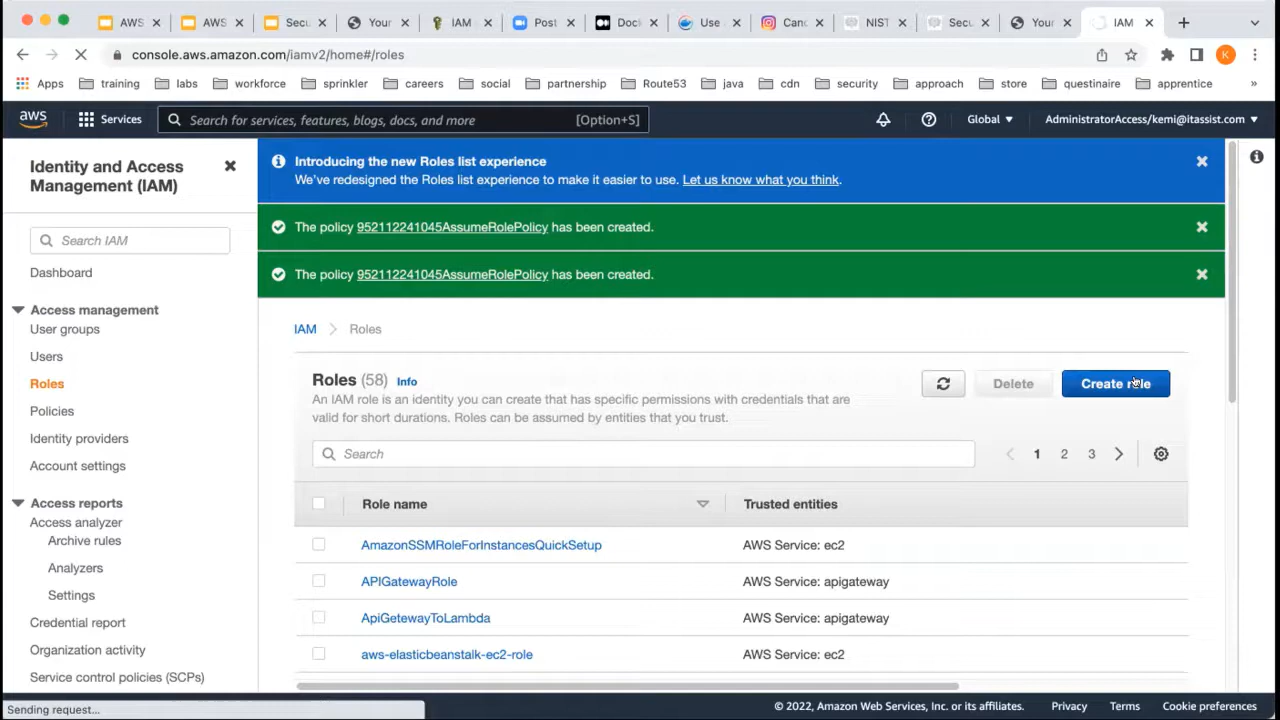 AWS
AWS
Secu
Your
IAM
Post
Doc
Use
Canc
NIST
Secu
Your
IAM
console.aws.amazon.com/iamv2/home#/roles
K
Apps
training
labs
workforce
sprinkler
careers
social
partnership
Route53
java
cdn
security
approach
store
questinaire
apprentice
»
aws
Services
Search for services, features, blogs, docs, and more
[Option+S]
Global
AdministratorAccess/kemi@itassist.com
Identity and Access
Management (IAM)
Search IAM
Dashboard
Access management
User groups
Users
Roles
Policies
Identity providers
Account settings
Access reports
Access analyzer
Archive rules
Analyzers
Settings
Credential report
Organization activity
Service control policies (SCPs)
Introducing the new Roles list experience
We've redesigned the Roles list experience to make it easier to use. Let us know what you think.
The policy 952112241045AssumeRolePolicy has been created.
The policy 952112241045AssumeRolePolicy has been created.
IAM > Roles
Roles (58) Info
An IAM role is an identity you can create that has specific permissions with credentials that are
valid for short durations. Roles can be assumed by entities that you trust.
Delete
Create role
Search
1 2 3
Role name
Trusted entities
AmazonSSMRoleForInstancesQuickSetup
AWS Service: ec2
APIGatewayRole
AWS Service: apigateway
ApiGetewayToLambda
AWS Service: apigateway
aws-elasticbeanstalk-ec2-role
AWS Service: ec2
Sending request...
© 2022, Amazon Web Services, Inc. or its affiliates.
Privacy
Terms
Cookie preferences